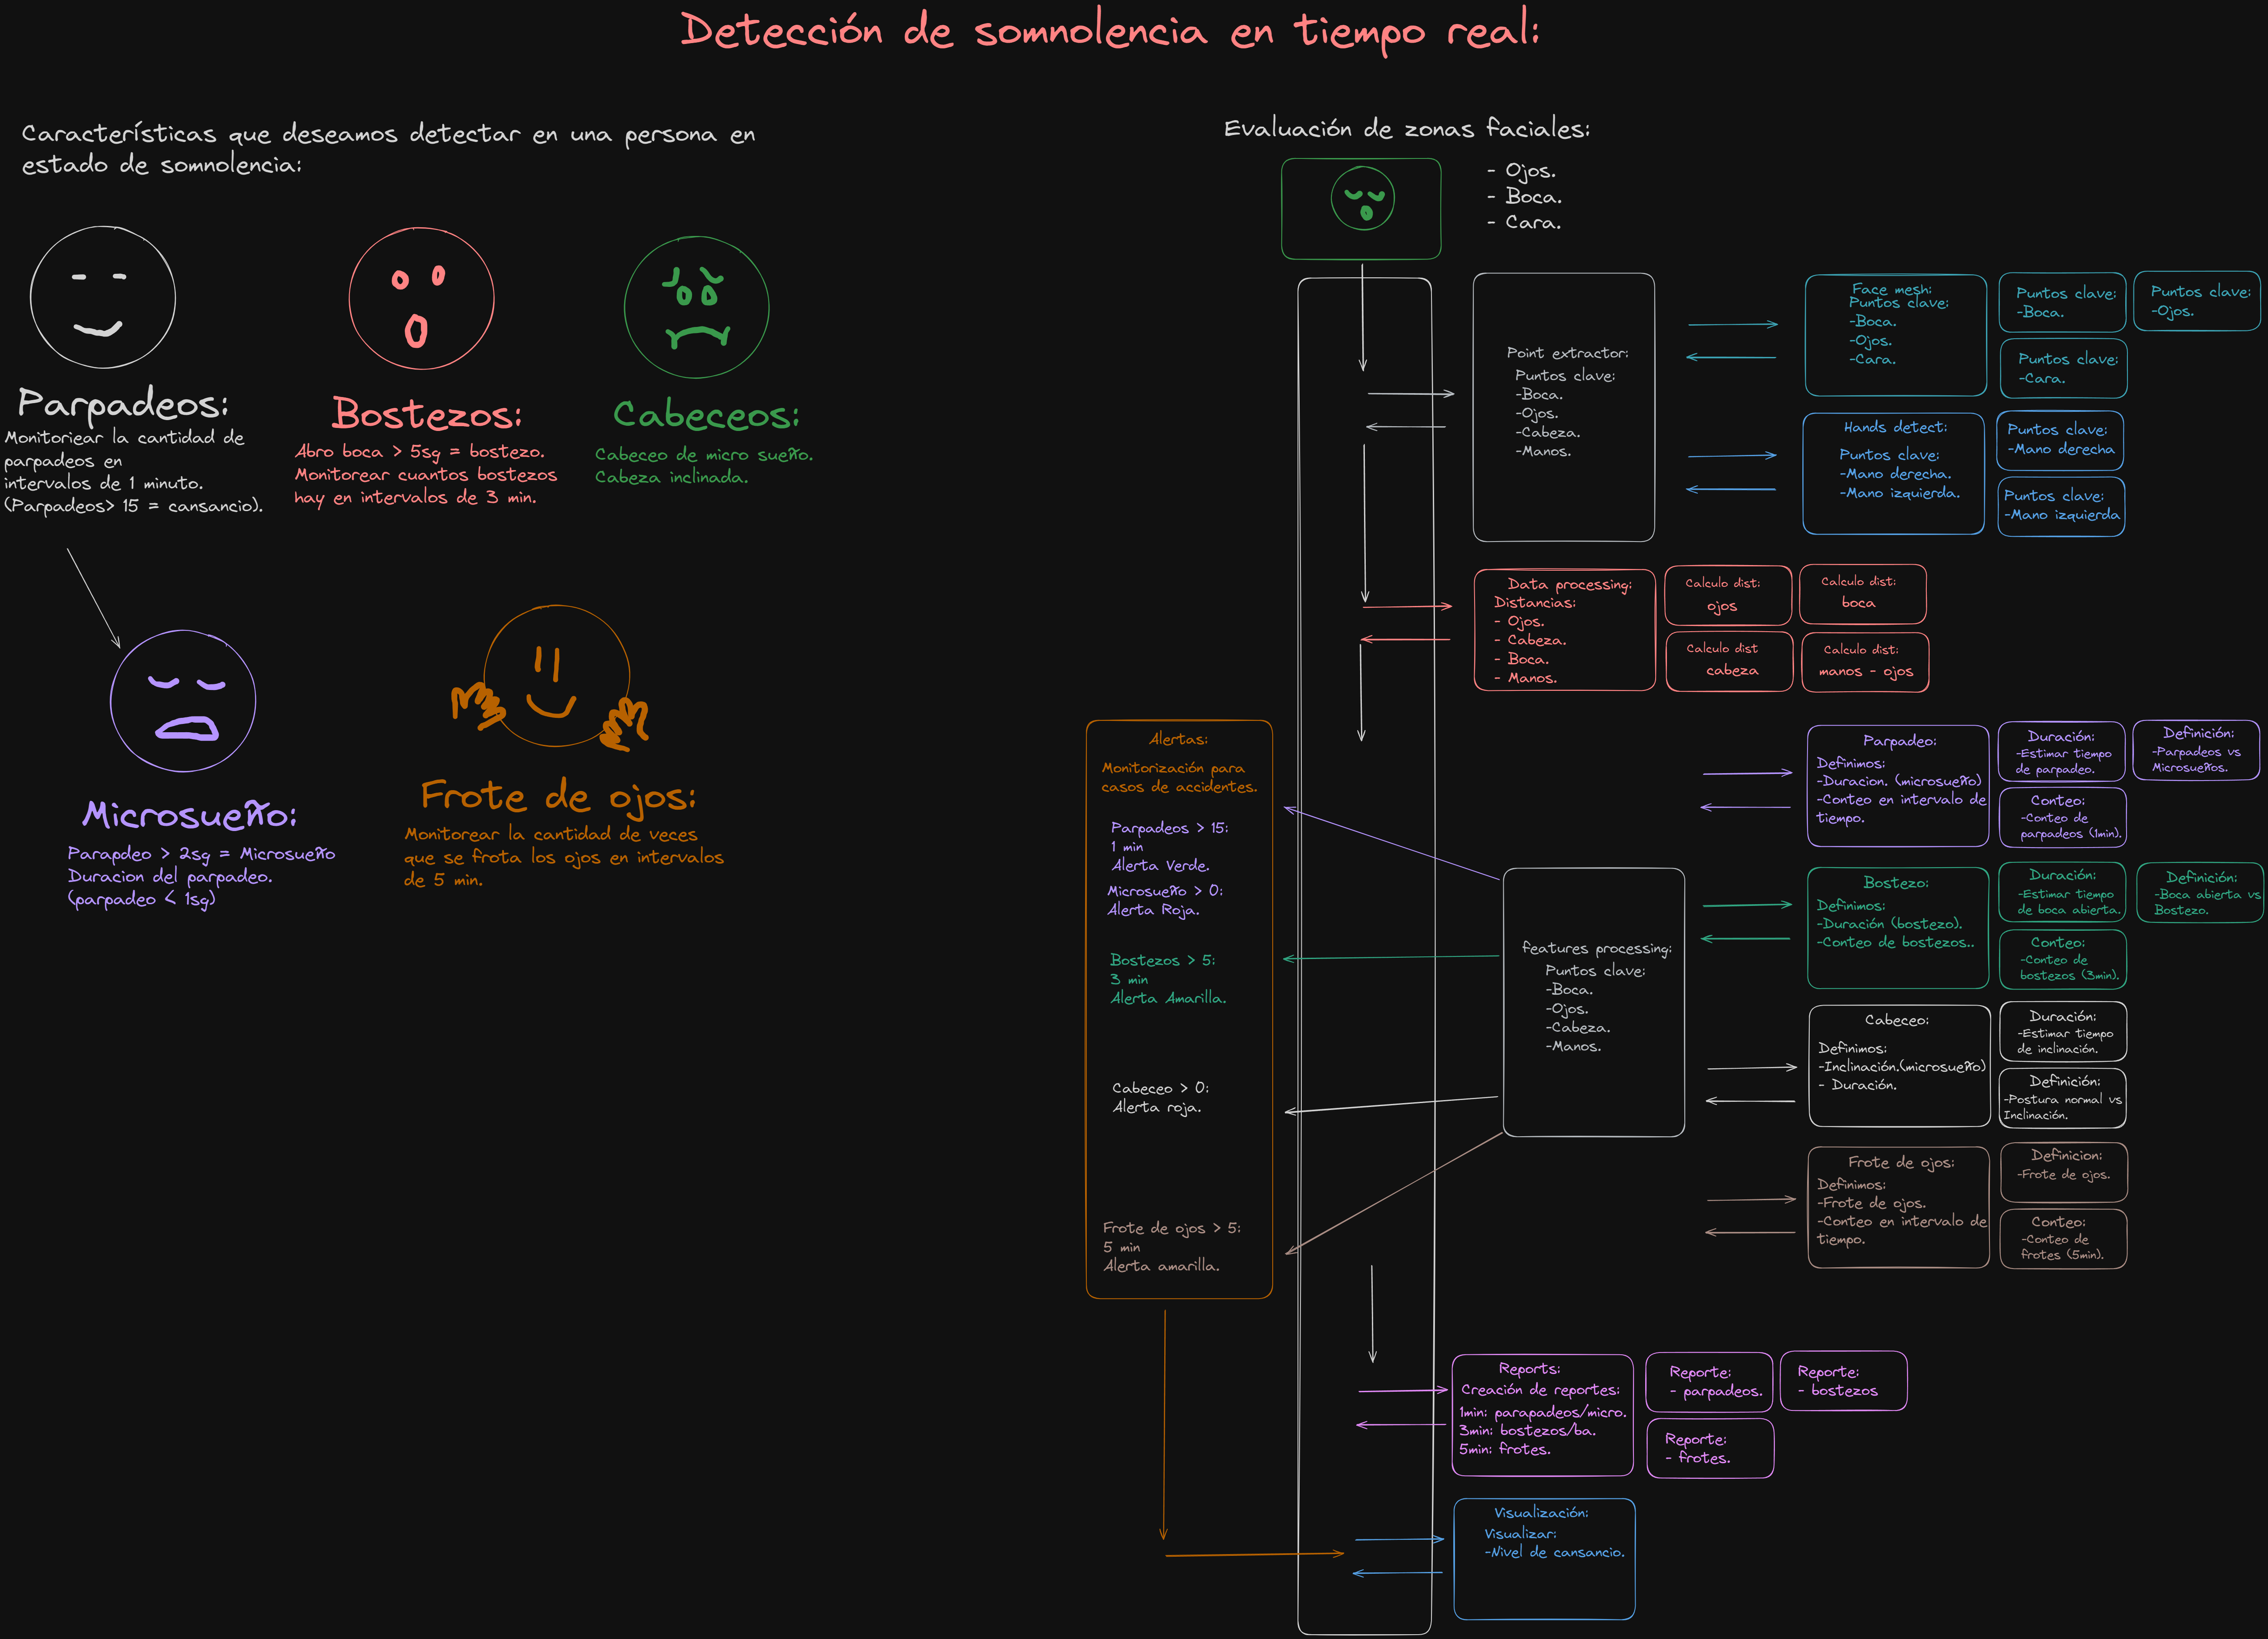 Detección de somnolencia en tiempo real:
Características que deseamos detectar en una persona en
estado de somnolencia:
Parpadeos:
Monitoriear la cantidad de
parpadeos en
intervalos de 1 minuto.
(Parpadeos> 15 = cansancio).
Bostezos:
Abro boca > 5sg = bostezo.
Monitorear cuantos bostezos
hay en intervalos de 3 min.
Cabeceos:
Cabeceo de micro sueño.
Cabeza inclinada.
Microsueño:
Parapdeo > 2sg = Microsueño
Duracion del parpadeo.
(parpadeo < 1sg)
Frote de ojos:
Monitorear la cantidad de veces
que se frota los ojos en intervalos
de 5 min.
Evaluación de zonas faciales:
- Ojos.
- Boca.
- Cara.
Point extractor:
Puntos clave:
-Boca.
-Ojos.
-Cabeza.
-Manos.
Face mesh:
Puntos clave:
-Boca.
-Ojos.
-Cara.
Puntos clave:
-Boca.
Puntos clave:
-Ojos.
Puntos clave:
-Cara.
Hands detect:
Puntos clave:
-Mano derecha.
-Mano izquierda.
Puntos clave:
-Mano derecha
Puntos clave:
-Mano izquierda
Data processing:
Distancias:
- Ojos.
- Cabeza.
- Boca.
- Manos.
Calculo dist:
ojos
Calculo dist:
boca
Calculo dist
cabeza
Calculo dist:
manos - ojos
Alertas:
Monitorización para
casos de accidentes.
Parpadeos > 15:
1 min
Alerta Verde.
Microsueño > 0:
Alerta Roja.
Bostezos > 5:
3 min
Alerta Amarilla.
Cabeceo > 0:
Alerta roja.
Frote de ojos > 5:
5 min
Alerta amarilla.
features processing:
Puntos clave:
-Boca.
-Ojos.
-Cabeza.
-Manos.
Parpadeo:
Definimos:
-Duracion. (microsueño)
-Conteo en intervalo de
tiempo.
Duración:
-Estimar tiempo
de parpadeo.
Definición:
-Parpadeos vs
Microsueños.
Conteo:
-Conteo de
parpadeos (1min).
Bostezo:
Definimos:
-Duración (bostezo).
-Conteo de bostezos..
Duración:
-Estimar tiempo
de boca abierta.
Definición:
-Boca abierta vs
Bostezo.
Conteo:
-Conteo de
bostezos (3min).
Cabeceo:
Definimos:
-Inclinación.(microsueño)
- Duración.
Duración:
-Estimar tiempo
de inclinación.
Definición:
-Postura normal vs
Inclinación.
Frote de ojos:
Definimos:
-Frote de ojos.
-Conteo en intervalo de
tiempo.
Definicion:
-Frote de ojos.
Conteo:
-Conteo de
frotes (5min).
Reports:
Creación de reportes:
1min: parapadeos/micro.
3min: bostezos/ba.
5min: frotes.
Reporte:
- parpadeos.
Reporte:
- bostezos
Reporte:
- frotes.
Visualización:
Visualizar:
-Nivel de cansancio.